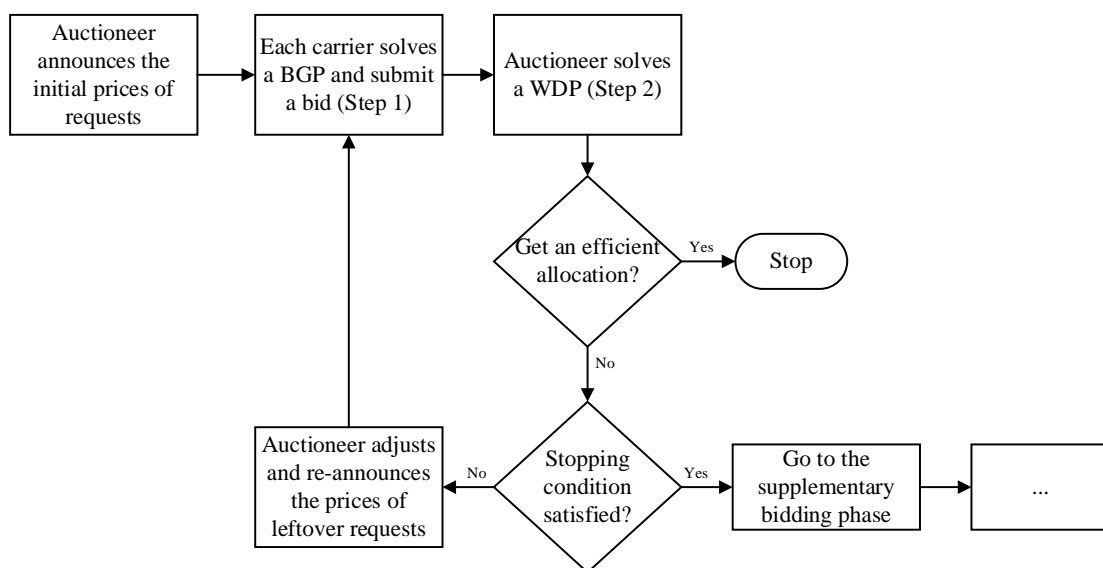 Auctioneer
announces the
initial prices of
requests
Each carrier solves
a BGP and submit
a bid (Step 1)
Auctioneer solves
a WDP (Step 2)
Get an efficient
allocation?
Yes
Stop
No
Stopping
condition
satisfied?
No
Auctioneer adjusts
and re-announces
the prices of
leftover requests
Yes
Go to the
supplementary
bidding phase
...